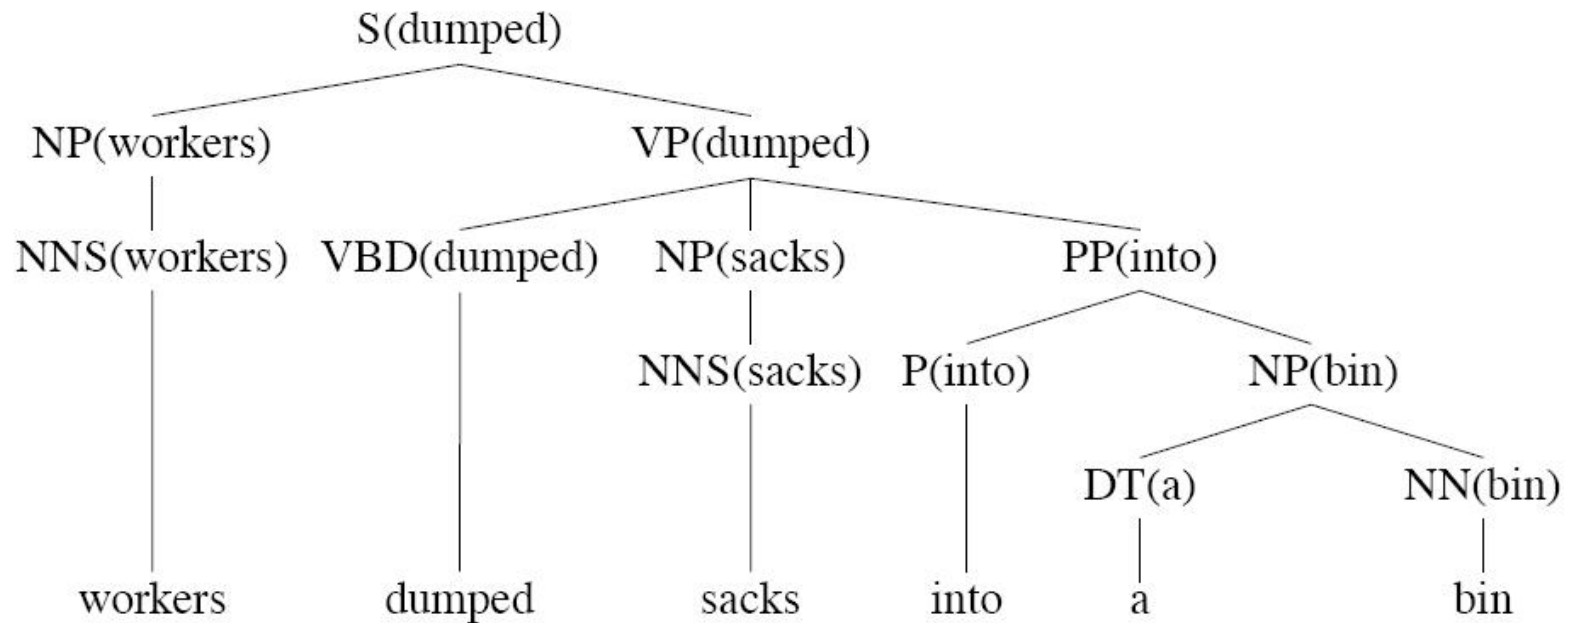 S(dumped)
NP(workers) VP(dumped)
NNS(workers) VBD(dumped) NP(sacks) PP(into)
NNS(sacks) P(into) NP(bin)
DT(a) NN(bin)
workers dumped sacks into a bin